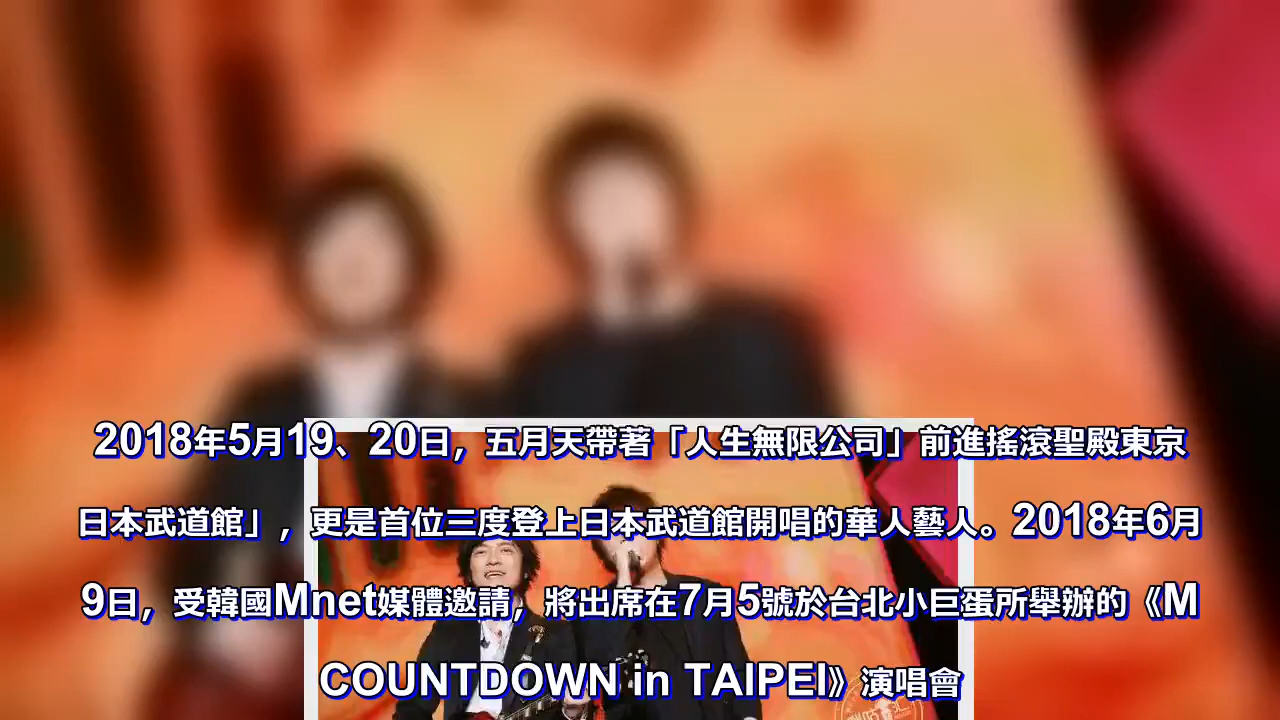 2018年5月19、20日，五月天帶著「人生無限公司」前進搖滾聖殿東京
日本武道館」，更是首位三度登上日本武道館開唱的華人藝人。2018年6月
9日，受韓國Mnet媒體邀請，將出席在7月5號於台北小巨蛋所舉辦的《M
COUNTDOWN in TAIPEI》演唱會